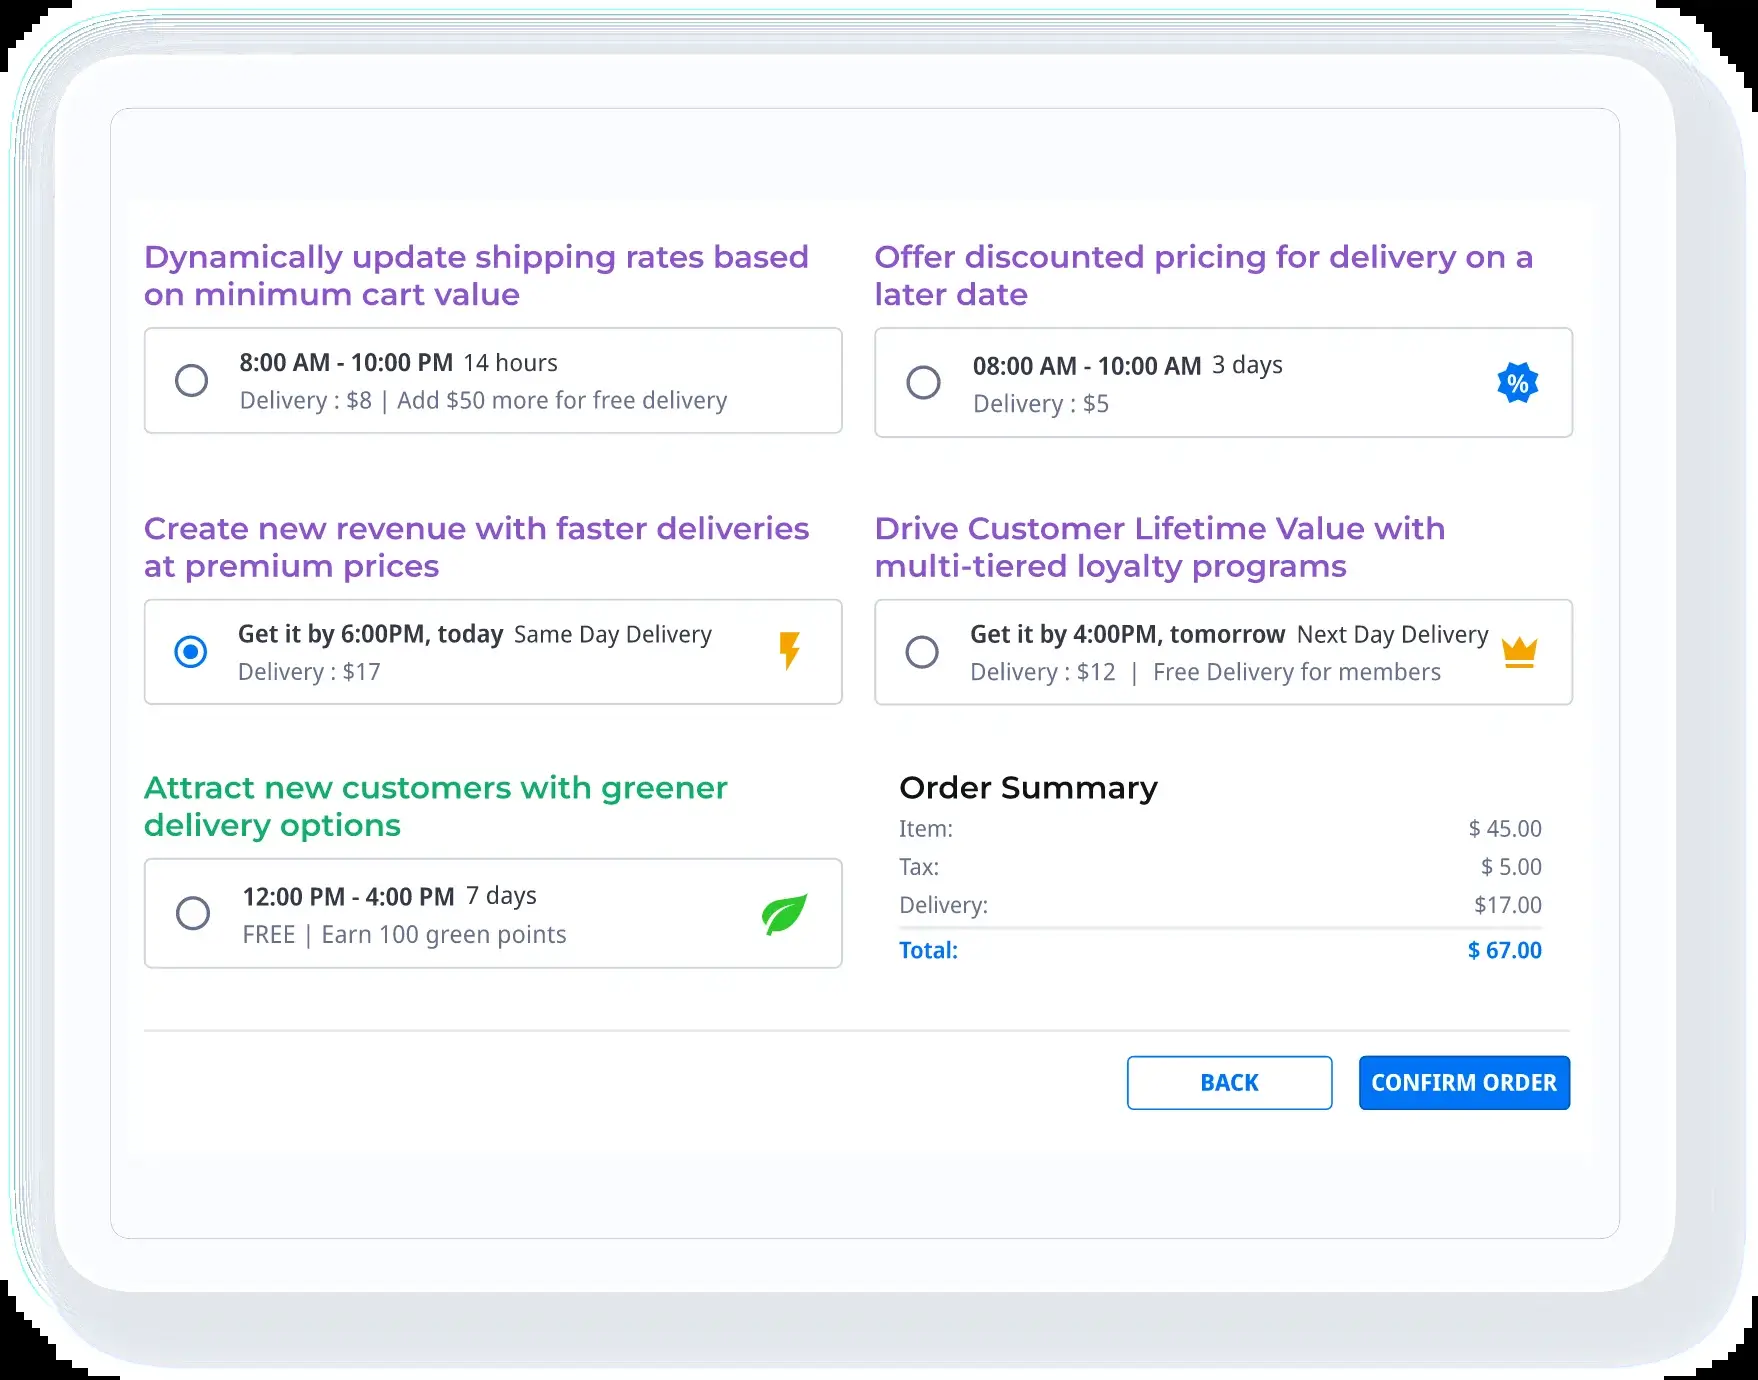 Dynamically update shipping rates based
on minimum cart value
8:00 AM - 10:00 PM 14 hours
Delivery : $8 | Add $50 more for free delivery
Offer discounted pricing for delivery on a
later date
08:00 AM - 10:00 AM 3 days
Delivery : $5
%
Create new revenue with faster deliveries
at premium prices
Get it by 6:00PM, today Same Day Delivery
Delivery : $17
Drive Customer Lifetime Value with
multi-tiered loyalty programs
Get it by 4:00PM, tomorrow Next Day Delivery
Delivery : $12 | Free Delivery for members
Attract new customers with greener
delivery options
12:00 PM - 4:00 PM 7 days
FREE | Earn 100 green points
Order Summary
Item: $ 45.00
Tax: $ 5.00
Delivery: $17.00
Total: $ 67.00
BACK CONFIRM ORDER